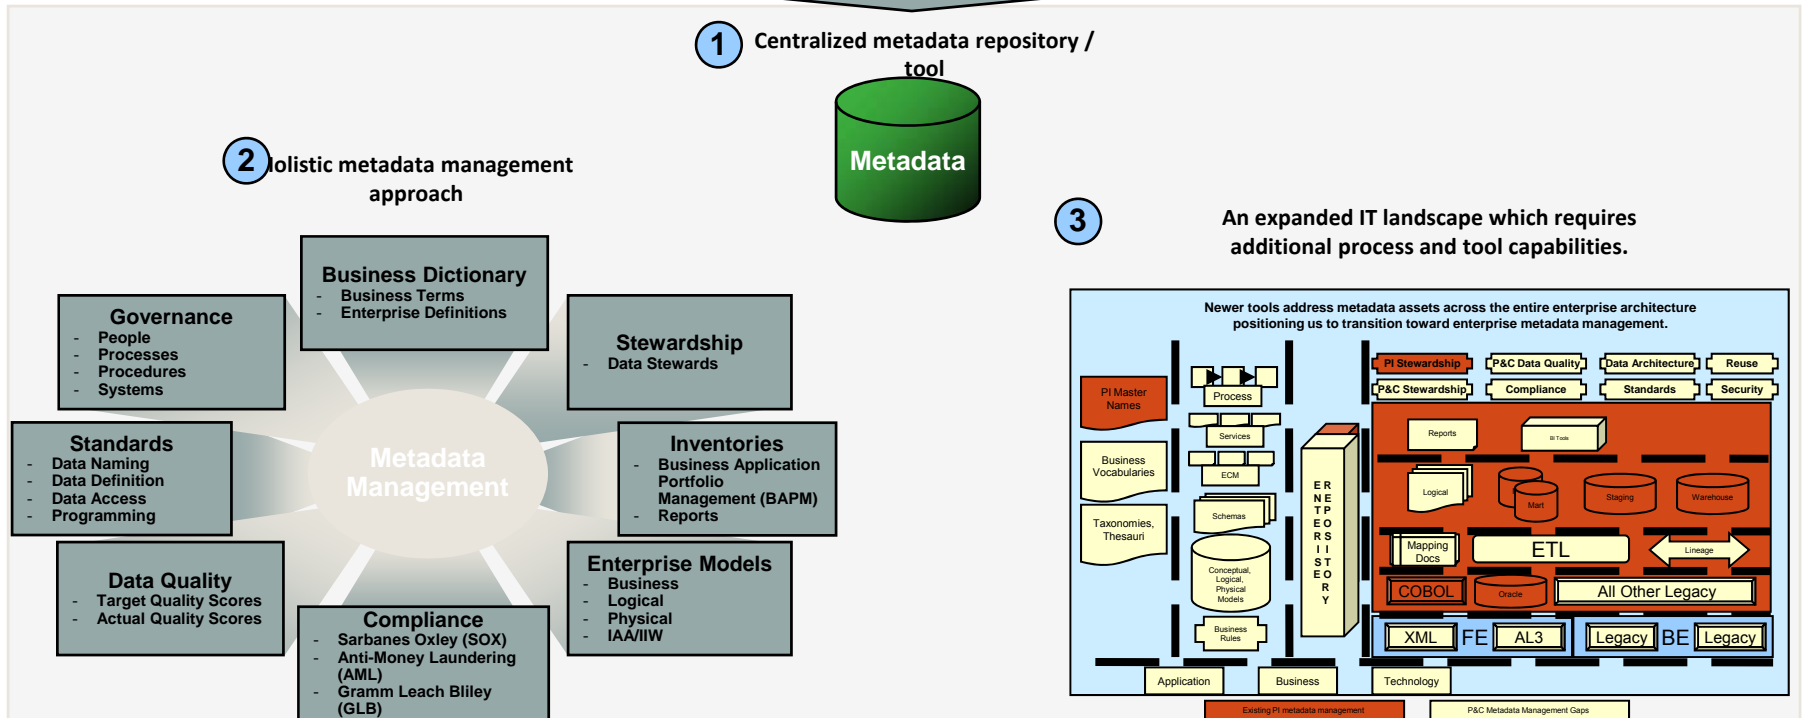 1
Centralized metadata repository /
tool
Metadata
2
olistic metadata management
approach
Business Dictionary
- Business Terms
- Enterprise Definitions
Governance
- People
- Processes
- Procedures
- Systems
Stewardship
- Data Stewards
Standards
- Data Naming
- Data Definition
- Data Access
- Programming
Metadata
Management
Inventories
- Business Application
Portfolio
Management (BAPM)
- Reports
Data Quality
- Target Quality Scores
- Actual Quality Scores
Enterprise Models
- Business
- Logical
- Physical
- IAA/IIW
Compliance
- Sarbanes Oxley (SOX)
- Anti-Money Laundering
(AML)
- Gramm Leach Bliley
(GLB)
3
An expanded IT landscape which requires
additional process and tool capabilities.
Newer tools address metadata assets across the entire enterprise architecture
positioning us to transition toward enterprise metadata management.
PI Master
Names
Business
Vocabularies
Taxonomies,
Thesauri
Process
Services
ECM
Schemas
Conceptual,
Logical,
Physical
Models
Business
Rules
ENTERISE
REPOSITORY
PI Stewardship
P&C Data Quality
Data Architecture
Reuse
P&C Stewardship
Compliance
Standards
Security
Reports
BI Tools
Logical
Mart
Staging
Warehouse
Mapping
Docs
ETL
Lineage
COBOL
Oracle
All Other Legacy
XML
FE
AL3
Legacy
BE
Legacy
Application
Business
Technology
Existing PI metadata management
P&C Metadata Management Gaps